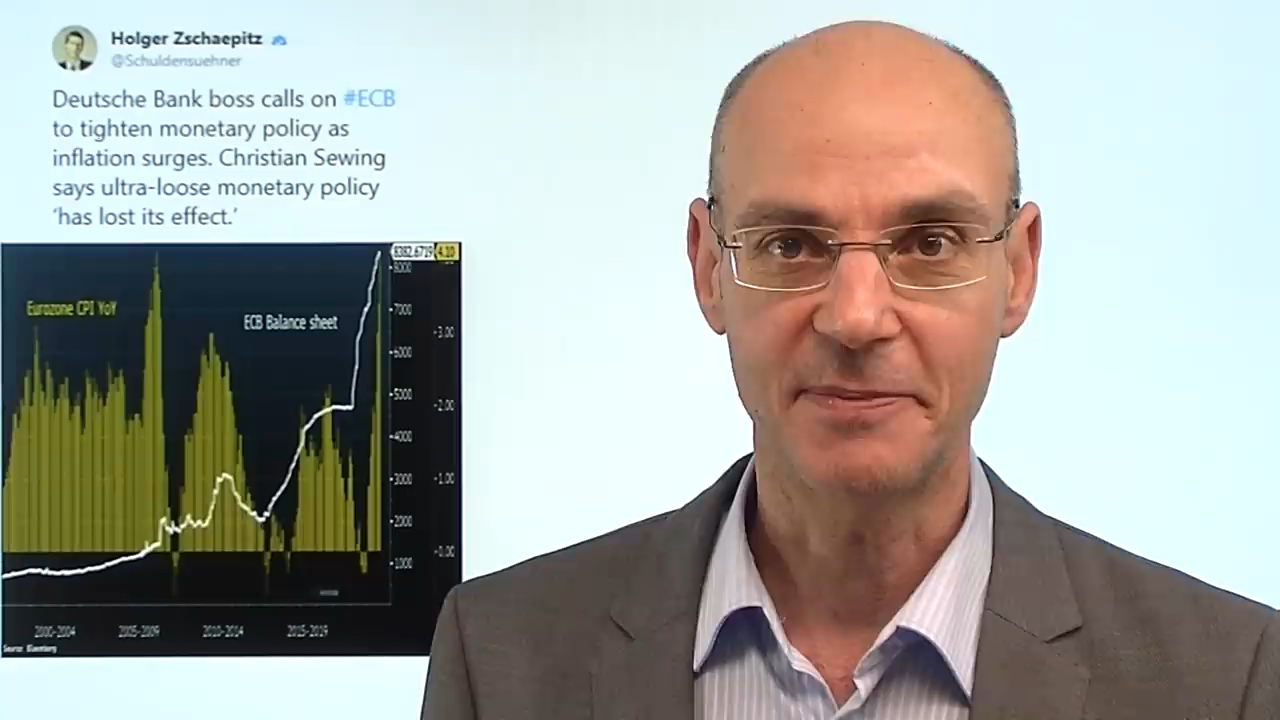 Holger Zschaepitz
@Schuldensuehner
Deutsche Bank boss calls on #ECB
to tighten monetary policy as
inflation surges. Christian Sewing
says ultra-loose monetary policy
‘has lost its effect.’
8382.6719 4.10
8000
Eurozone CPI YoY
ECB Balance sheet
7000
3.00
6000
5000
2.00
4000
3000
1.00
2000
0.00
1000
2000-2004 2005-2009 2010-2014 2015-2019
Source: Bloomberg